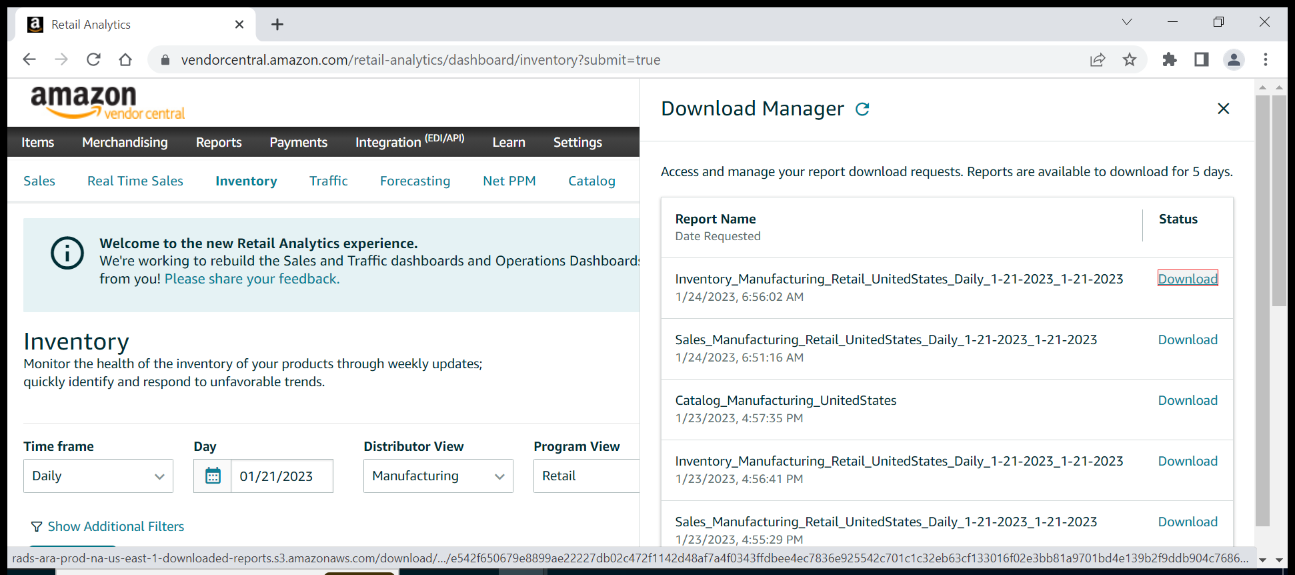 Retail Analytics
vendorcentral.amazon.com/retail-analytics/dashboard/inventory?submit=true
amazon
vendor central
Items Merchandising Reports Payments Integration (EDI/API) Learn Settings
Sales Real Time Sales Inventory Traffic Forecasting Net PPM Catalog
Welcome to the new Retail Analytics experience.
We're working to rebuild the Sales and Traffic dashboards and Operations Dashboards
from you! Please share your feedback.
Inventory
Monitor the health of the inventory of your products through weekly updates;
quickly identify and respond to unfavorable trends.
Time frame Day Distributor View Program View
Daily 01/21/2023 Manufacturing Retail
Show Additional Filters
Download Manager
Access and manage your report download requests. Reports are available to download for 5 days.
Report Name Status
Date Requested
Inventory_Manufacturing_Retail_UnitedStates_Daily_1-21-2023_1-21-2023 Download
1/24/2023, 6:56:02 AM
Sales_Manufacturing_Retail_UnitedStates_Daily_1-21-2023_1-21-2023 Download
1/24/2023, 6:51:16 AM
Catalog_Manufacturing_UnitedStates Download
1/23/2023, 4:57:35 PM
Inventory_Manufacturing_Retail_UnitedStates_Daily_1-21-2023_1-21-2023 Download
1/23/2023, 4:56:41 PM
Sales_Manufacturing_Retail_UnitedStates_Daily_1-21-2023_1-21-2023 Download
1/23/2023, 4:55:29 PM
rads-ara-prod-na-us-east-1-downloaded-reports.s3.amazonaws.com/download/.../e542f650679e8899ae22227db02c472f1142d48af7a4f0343ffdbee4ec7836e925542c701c1c32eb63cf133016f02e3bb81a9701bd4e139b2f9ddb904c7686...